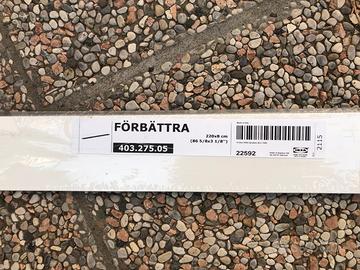 FÖRBÄTTRA
403.275.05
220x8 cm
(86 5/8x3 1/8")
22592
IKEA
2115